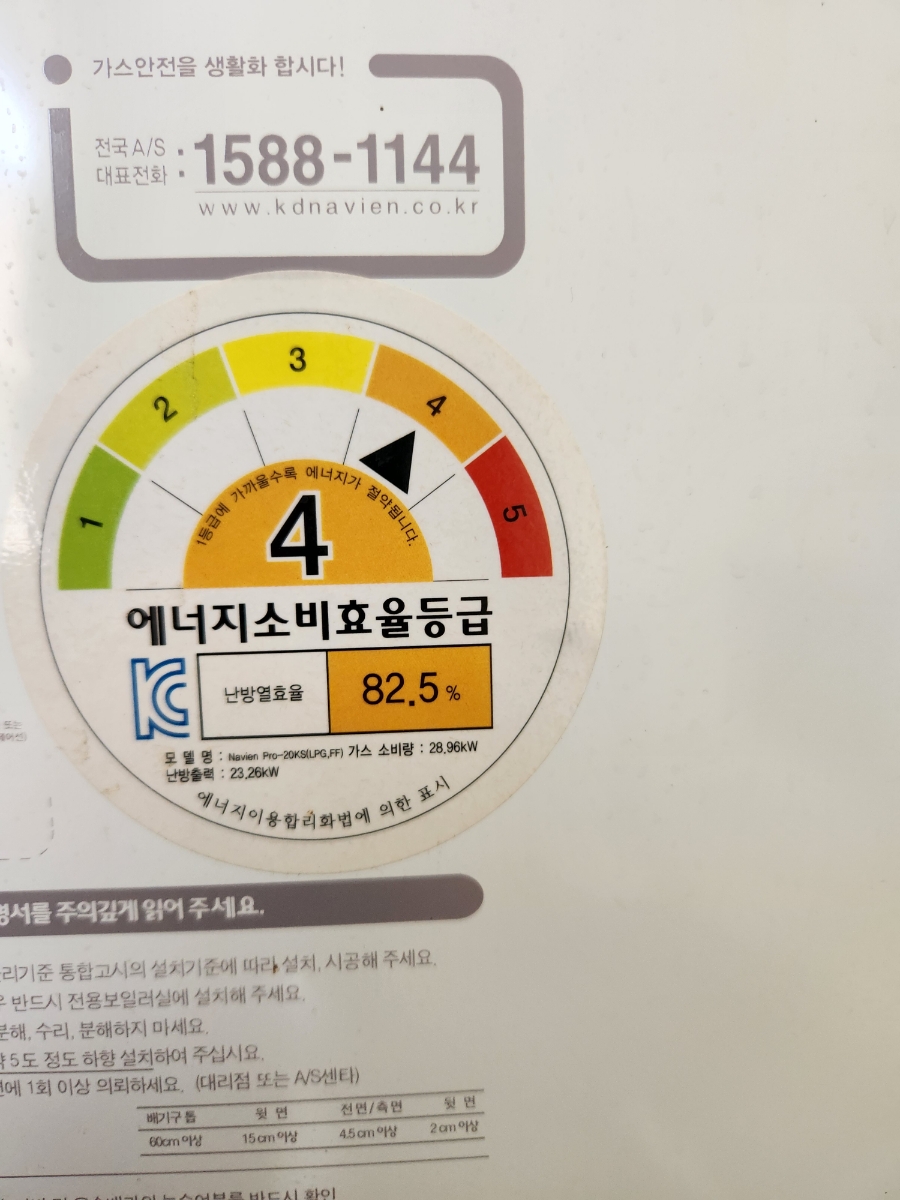 가스안전을 생활화 합시다!
전국 A/S
대표전화 : 1588-1144
www.kdnavien.co.kr
1 2 3 4 5
1등급에 가까울수록 에너지가 절약됩니다.
4
에너지소비효율등급
난방열효율 82.5 %
모 델 명 : Navien Pro-20KS(LPG,FF) 가스 소비량 : 28,96kW
난방출력 : 23,26kW
에너지이용합리화법에 의한 표시
주의깊게 읽어 주세요.
통합고시의 설치기준에 따라 설치, 시공해 주세요.
반드시 전용보일러실에 설치해 주세요.
분해, 수리, 분해하지 마세요.
5도 정도 하향 설치하여 주십시요.
1회 이상 의뢰하세요. (대리점 또는 A/S센타)
배기구 톱 윗 면 전면/측면 뒷 면
60cm 이상 15cm 이상 4.5cm 이상 2cm 이상